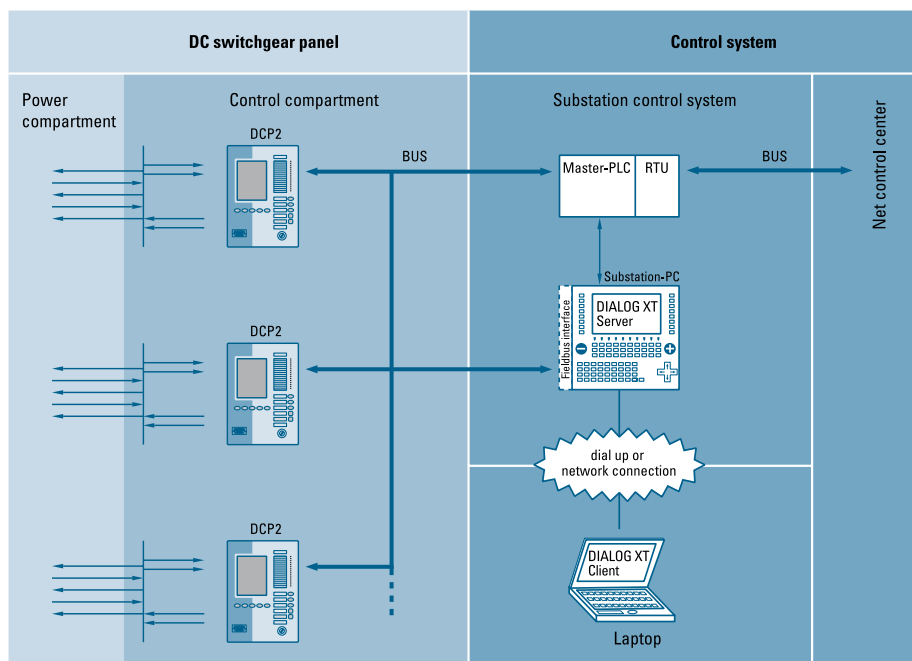 DC switchgear panel
Control system
Power
compartment
Control compartment
Substation control system
Net control center
DCP2
BUS
Master-PLC
RTU
BUS
Substation-PC
Fieldbus interface
DIALOG XT
Server
DCP2
dial up or
network connection
DCP2
DIALOG XT
Client
Laptop